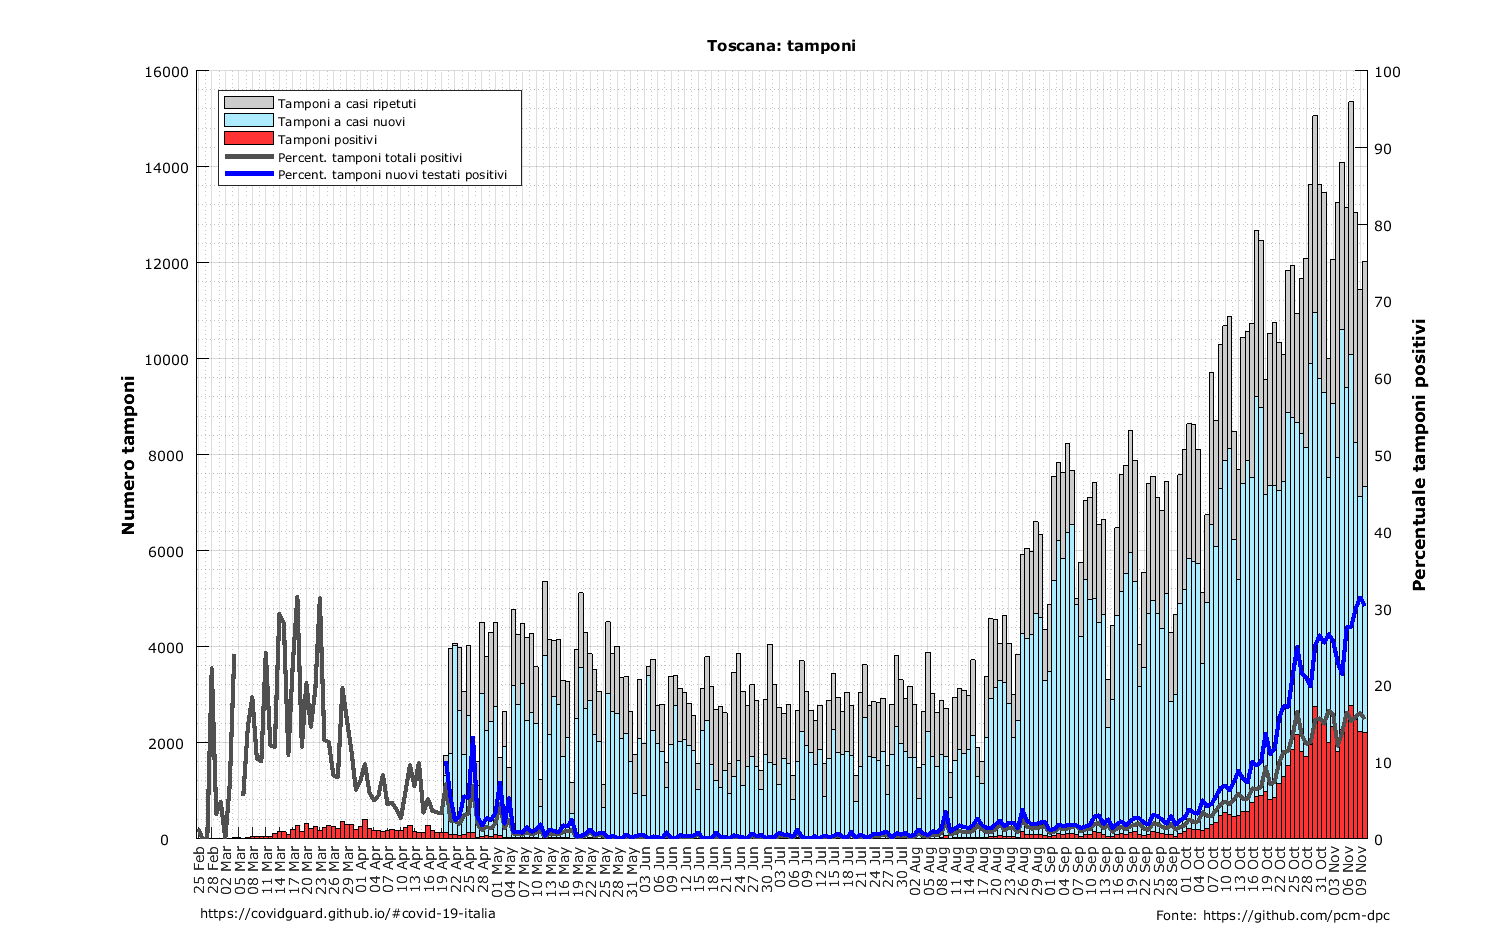 Toscana: tamponi
Tamponi a casi ripetuti
Tamponi a casi nuovi
Tamponi positivi
Percent. tamponi totali positivi
Percent. tamponi nuovi testati positivi
Numero tamponi
16000
14000
12000
10000
8000
6000
4000
2000
0
Percentuale tamponi positivi
100
90
80
70
60
50
40
30
20
10
0
25 Feb
28 Feb
02 Mar
05 Mar
08 Mar
11 Mar
14 Mar
17 Mar
20 Mar
23 Mar
26 Mar
29 Mar
01 Apr
04 Apr
07 Apr
10 Apr
13 Apr
16 Apr
19 Apr
22 Apr
25 Apr
28 Apr
01 May
04 May
07 May
10 May
13 May
16 May
19 May
22 May
25 May
28 May
31 May
03 Jun
06 Jun
09 Jun
12 Jun
15 Jun
18 Jun
21 Jun
24 Jun
27 Jun
30 Jun
03 Jul
06 Jul
09 Jul
12 Jul
15 Jul
18 Jul
21 Jul
24 Jul
27 Jul
30 Jul
02 Aug
05 Aug
08 Aug
11 Aug
14 Aug
17 Aug
20 Aug
23 Aug
26 Aug
29 Aug
01 Sep
04 Sep
07 Sep
10 Sep
13 Sep
16 Sep
19 Sep
22 Sep
25 Sep
28 Sep
01 Oct
04 Oct
07 Oct
10 Oct
13 Oct
16 Oct
19 Oct
22 Oct
25 Oct
28 Oct
31 Oct
03 Nov
06 Nov
09 Nov
https://covidguard.github.io/#covid-19-italia
Fonte: https://github.com/pcm-dpc